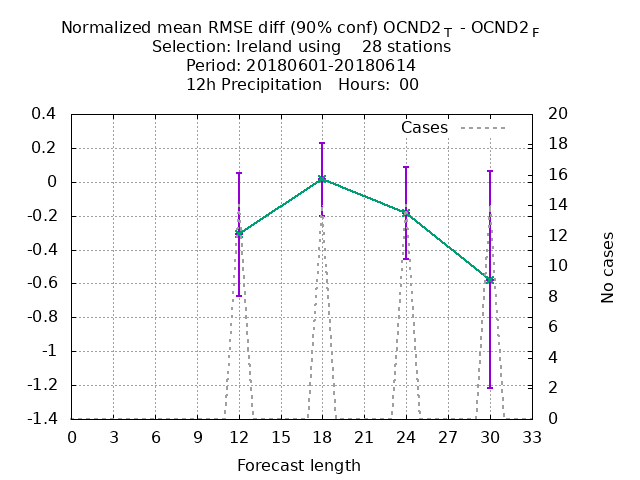 Normalized mean RMSE diff (90% conf) OCND2 T - OCND2 F
Selection: Ireland using 28 stations
Period: 20180601-20180614
12h Precipitation Hours: 00
Cases
0.4
0.2
0
-0.2
-0.4
-0.6
-0.8
-1
-1.2
-1.4
20
18
16
14
12
10
8
6
4
2
0
No cases
0 3 6 9 12 15 18 21 24 27 30 33
Forecast length